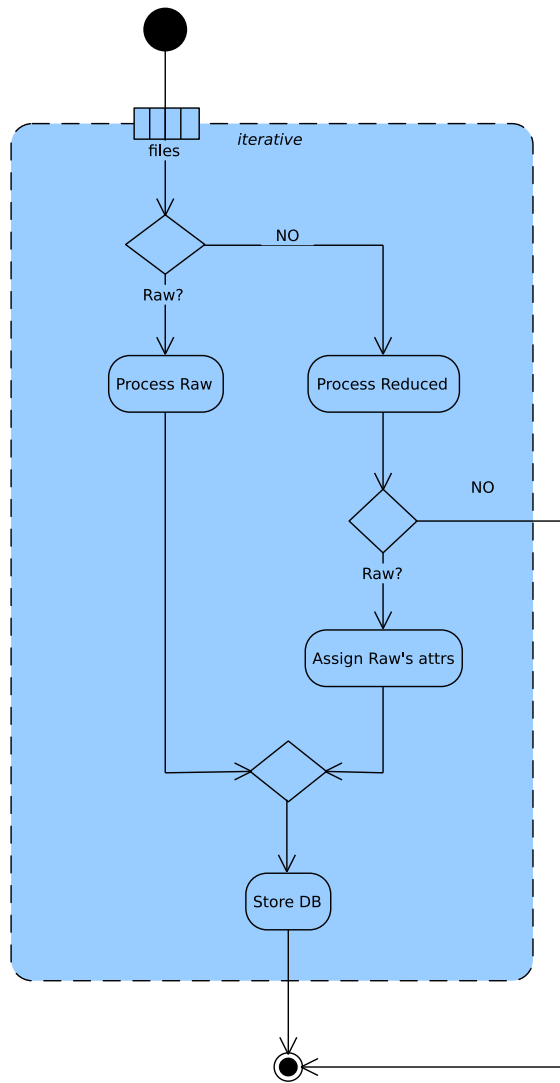 iterative
files
NO
Raw?
Process Raw
Process Reduced
NO
Raw?
Assign Raw's attrs
Store DB